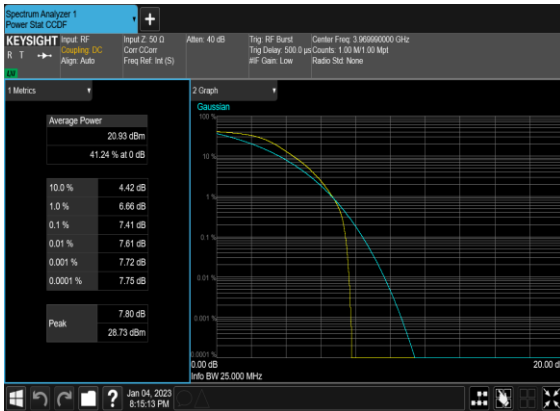 Spectrum Analyzer 1
Power Stat CCDF
KEYSIGHT
R T
LXI
Input: RF
Coupling: DC
Align: Auto
Input Z: 50 Ω
Corr CCorr
Freq Ref: Int (S)
Atten: 40 dB
Trig: RF Burst
Trig Delay: 500.0 µs
#IF Gain: Low
Center Freq: 3.969990000 GHz
Counts: 1.00 M/1.00 Mpt
Radio Std: None
1 Metrics
Average Power
20.93 dBm
41.24 % at 0 dB
10.0 % 4.42 dB
1.0 % 6.66 dB
0.1 % 7.41 dB
0.01 % 7.61 dB
0.001 % 7.72 dB
0.0001 % 7.75 dB
Peak
7.80 dB
28.73 dBm
2 Graph
Gaussian
100 %
10 %
1 %
0.1 %
0.01 %
0.001 %
0.0001 %
0.00 dB
20.00 d
Info BW 25.000 MHz
Jan 04, 2023
8:15:13 PM